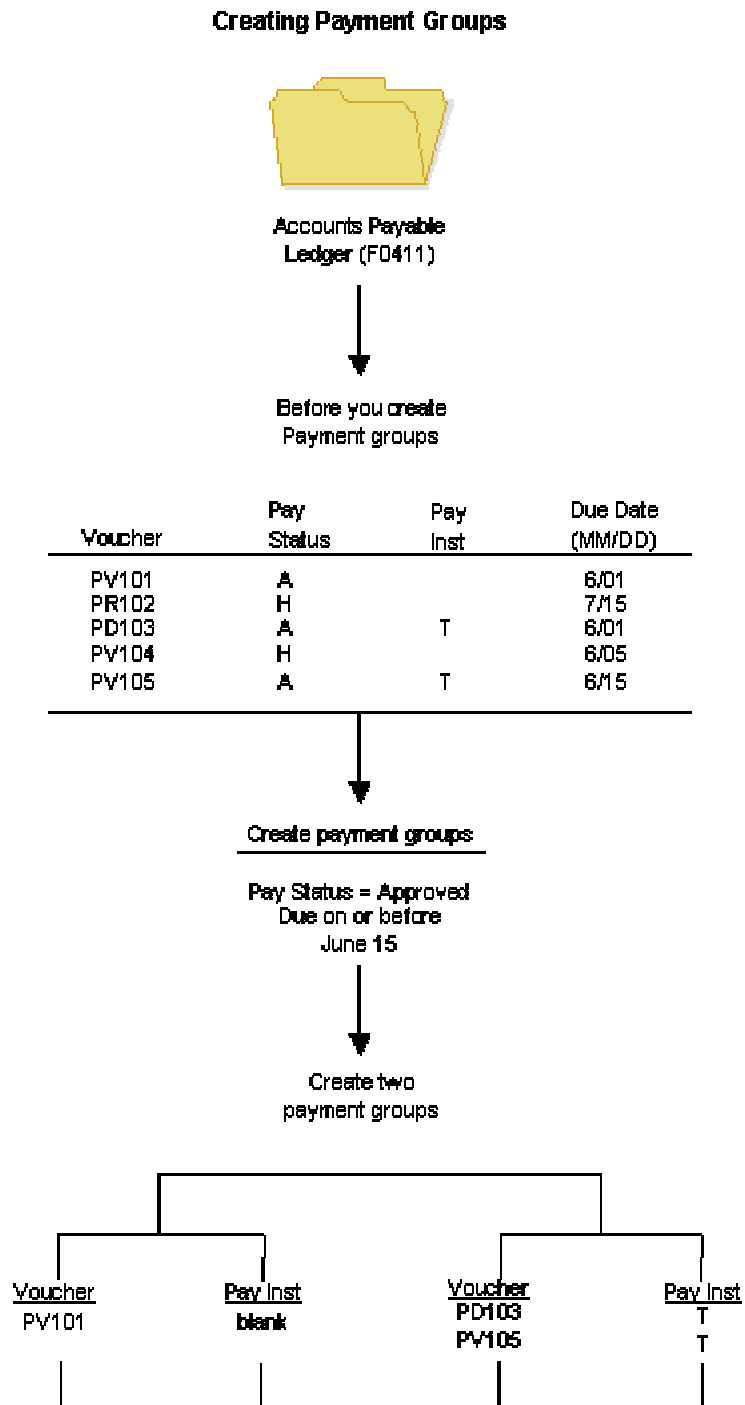 Creating Payment Groups
Accounts Payable
Ledger (F0411)
Before you create
Payment groups
Voucher Pay Status Pay Inst Due Date (MM/DD)
PV101 A 6/01
PR102 H 7/15
PD103 A T 6/01
PV104 H 6/05
PV105 A T 6/15
Create payment groups
Pay Status = Approved
Due on or before
June 15
Create two
payment groups
Voucher Pay Inst Voucher Pay Inst
PV101 blank PD103 T
PV105 T